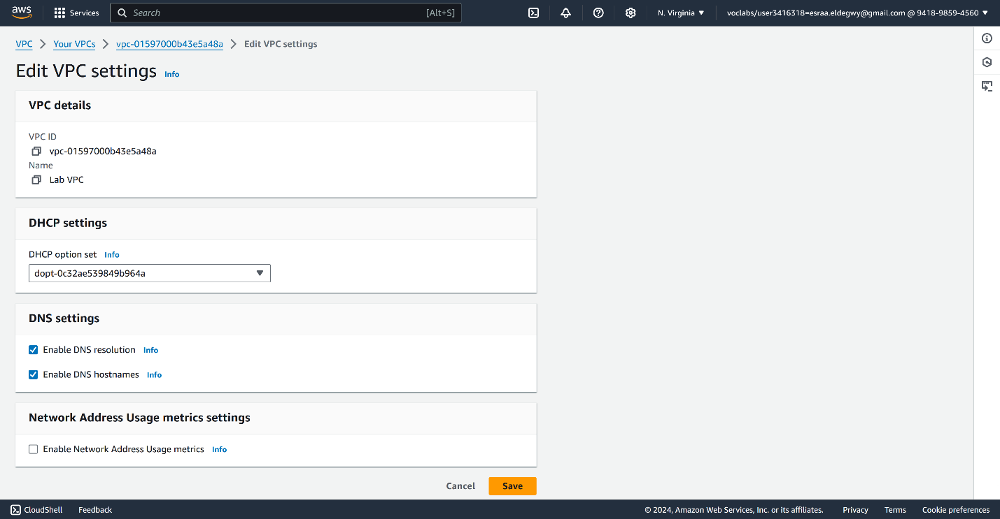 aws Services Search [Alt+S] N. Virginia voclabs/user3416318=esraa.eldegwy@gmail.com @ 9418-9859-4560
VPC Your VPCs vpc-01597000b43e5a48a Edit VPC settings
Edit VPC settings Info
VPC details
VPC ID
vpc-01597000b43e5a48a
Name
Lab VPC
DHCP settings
DHCP option set Info
dopt-0c32ae539849b964a
DNS settings
Enable DNS resolution Info
Enable DNS hostnames Info
Network Address Usage metrics settings
Enable Network Address Usage metrics Info
Cancel Save
CloudShell Feedback © 2024, Amazon Web Services, Inc. or its affiliates. Privacy Terms Cookie preferences